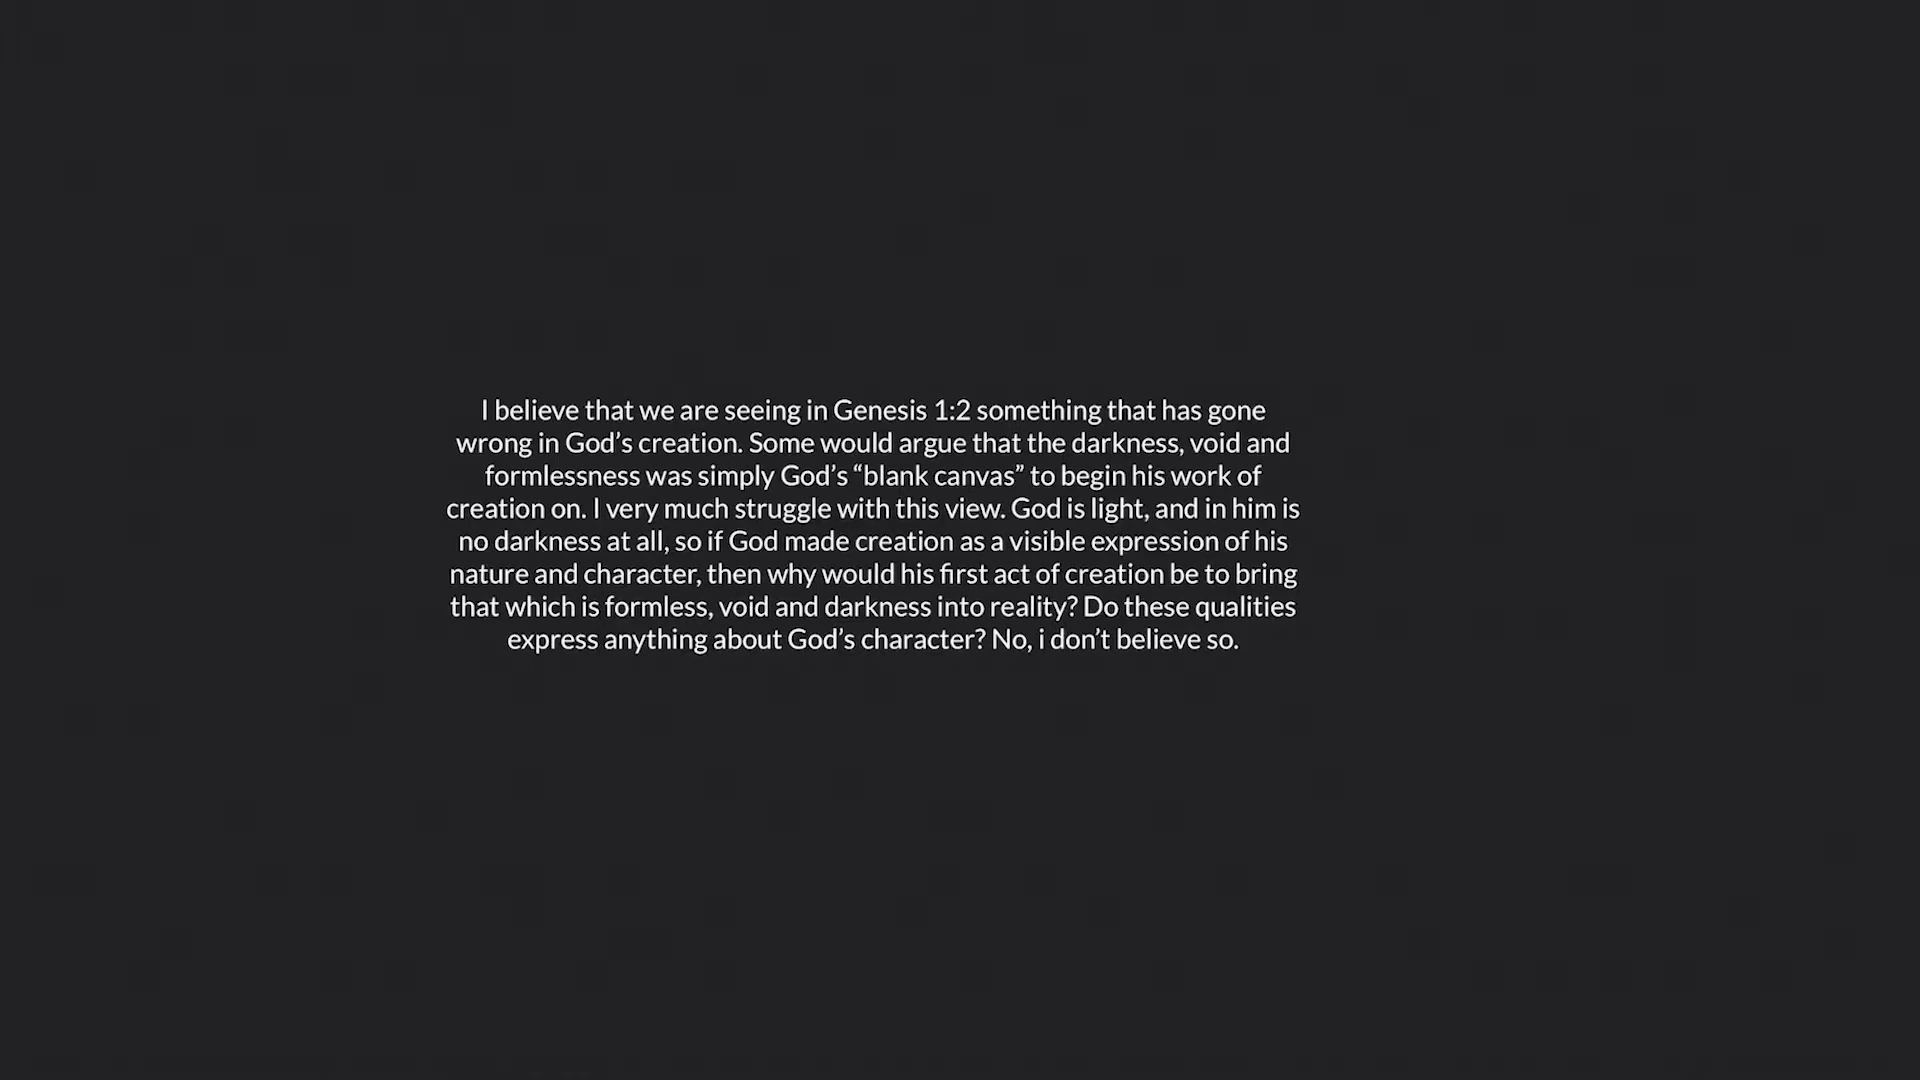 I believe that we are seeing in Genesis 1:2 something that has gone
wrong in God’s creation. Some would argue that the darkness, void and
formlessness was simply God’s “blank canvas” to begin his work of
creation on. I very much struggle with this view. God is light, and in him is
no darkness at all, so if God made creation as a visible expression of his
nature and character, then why would his first act of creation be to bring
that which is formless, void and darkness into reality? Do these qualities
express anything about God’s character? No, i don’t believe so.